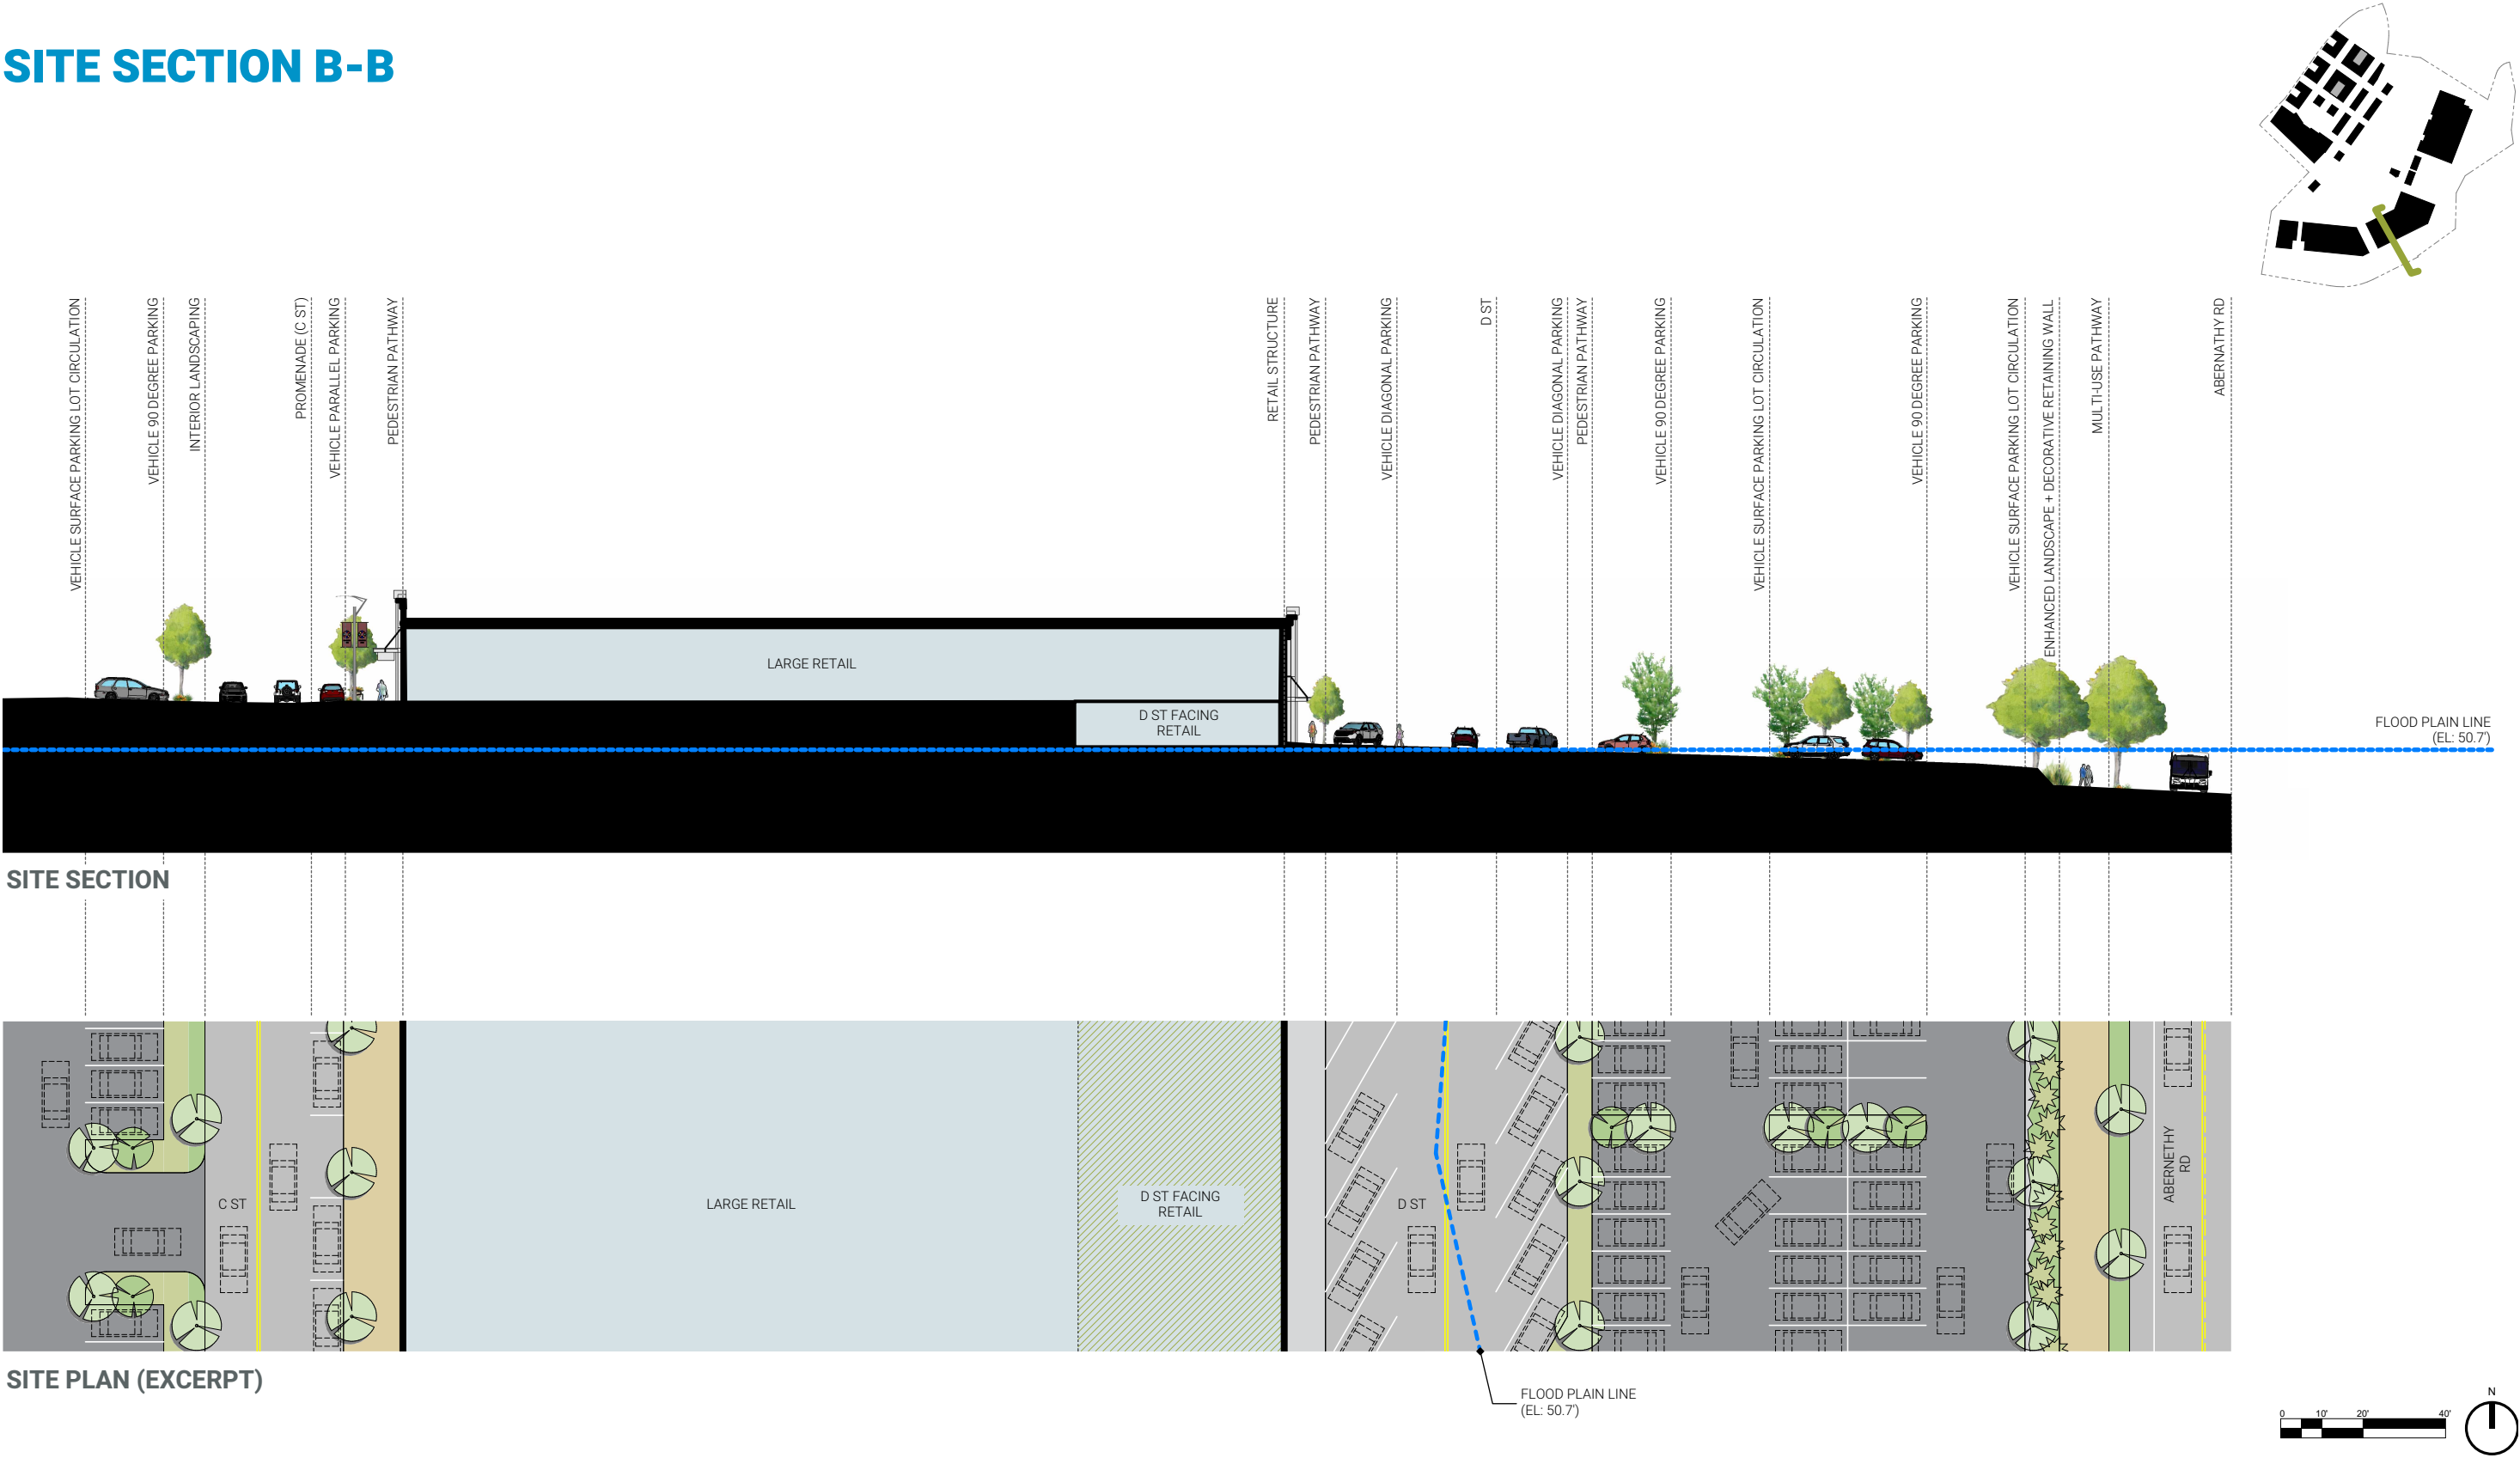 SITE SECTION B-B
VEHICLE SURFACE PARKING LOT CIRCULATION
VEHICLE 90 DEGREE PARKING
INTERIOR LANDSCAPING
PROMENADE (C ST)
VEHICLE PARALLEL PARKING
PEDESTRIAN PATHWAY
RETAIL STRUCTURE
PEDESTRIAN PATHWAY
VEHICLE DIAGONAL PARKING
D ST
VEHICLE DIAGONAL PARKING
PEDESTRIAN PATHWAY
VEHICLE 90 DEGREE PARKING
VEHICLE SURFACE PARKING LOT CIRCULATION
VEHICLE 90 DEGREE PARKING
VEHICLE SURFACE PARKING LOT CIRCULATION
ENHANCED LANDSCAPE + DECORATIVE RETAINING WALL
MULTI-USE PATHWAY
ABERNATHY RD
LARGE RETAIL
D ST FACING
RETAIL
FLOOD PLAIN LINE
(EL: 50.7')
SITE SECTION
C ST
LARGE RETAIL
D ST FACING
RETAIL
D ST
ABERNETHY
RD
SITE PLAN (EXCERPT)
FLOOD PLAIN LINE
(EL: 50.7')
0 10' 20' 40'
N